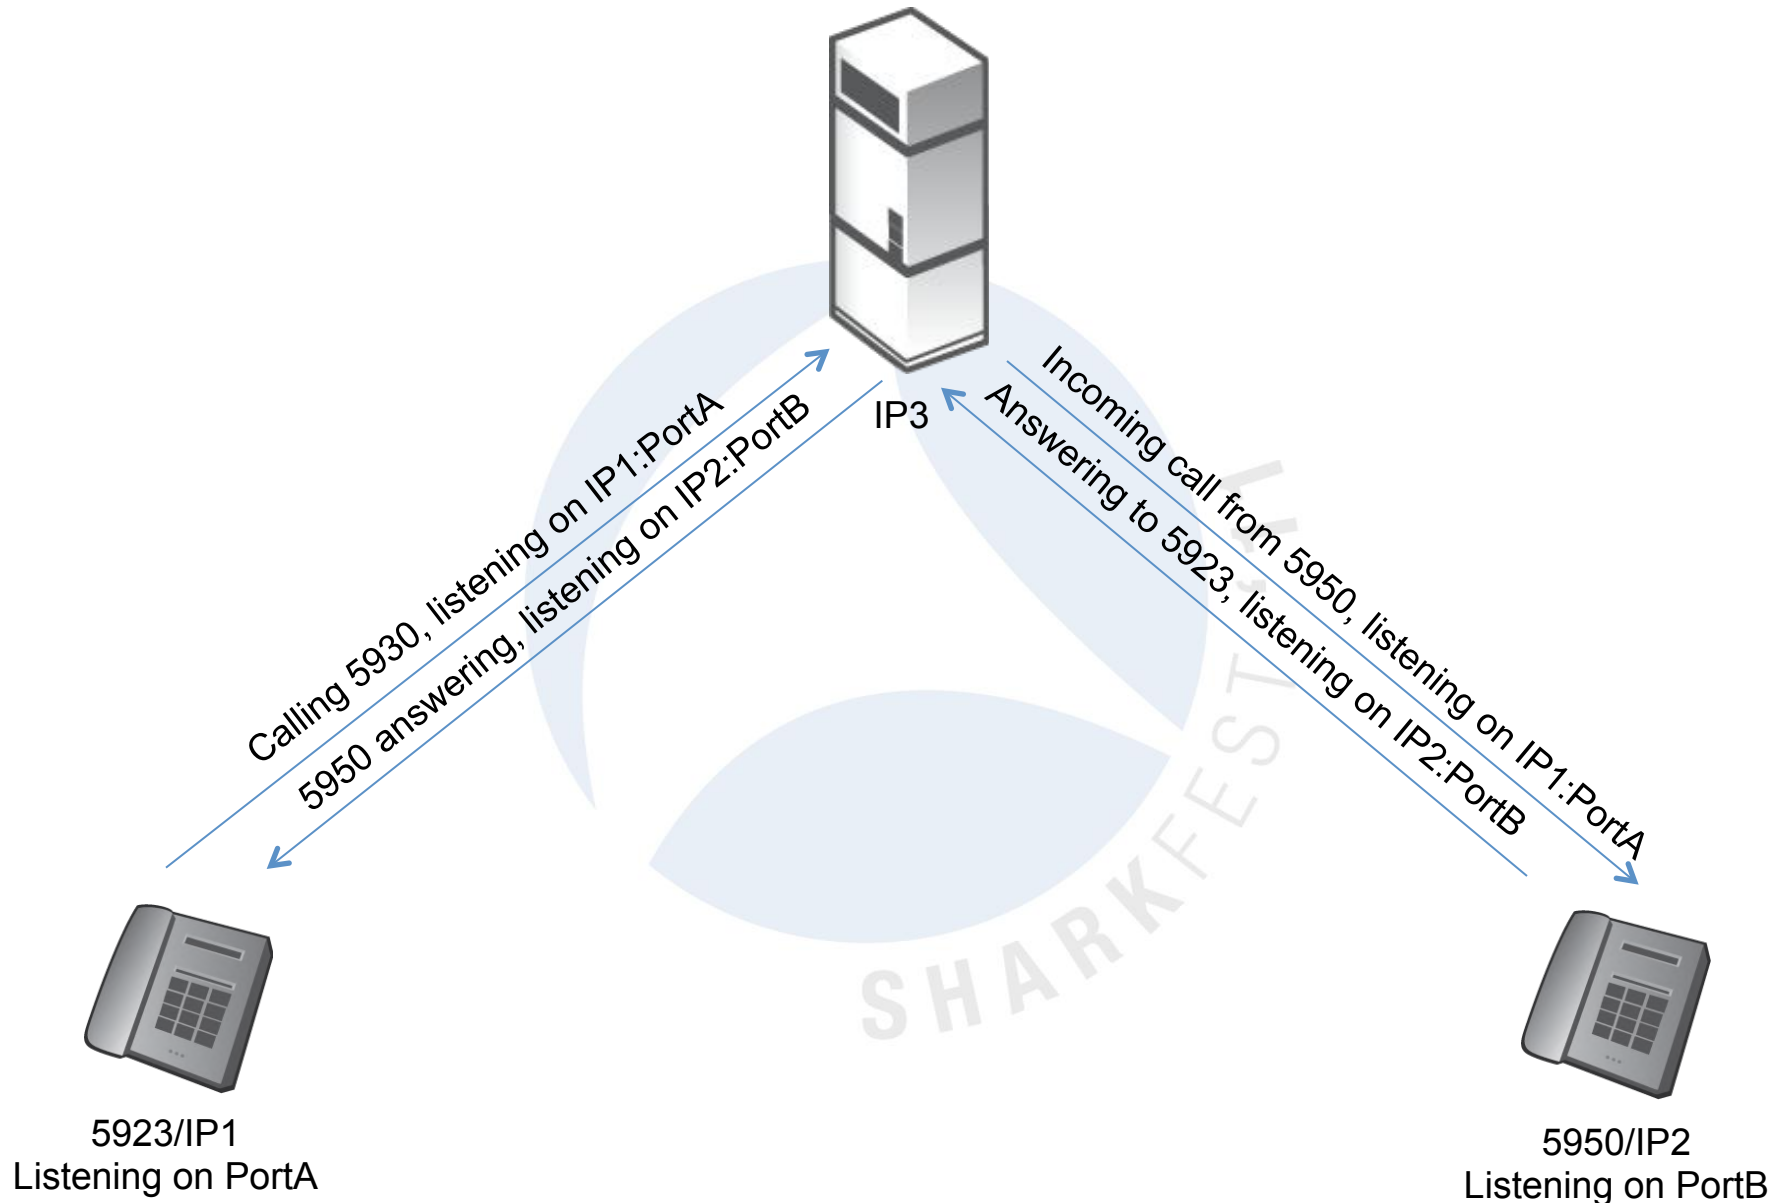 IP3
Calling 5930, listening on IP1:PortA
5950 answering, listening on IP2:PortB
Incoming call from 5950, listening on IP1:PortA
Answering to 5923, listening on IP2:PortB
SHARKFEST
5923/IP1
Listening on PortA
5950/IP2
Listening on PortB